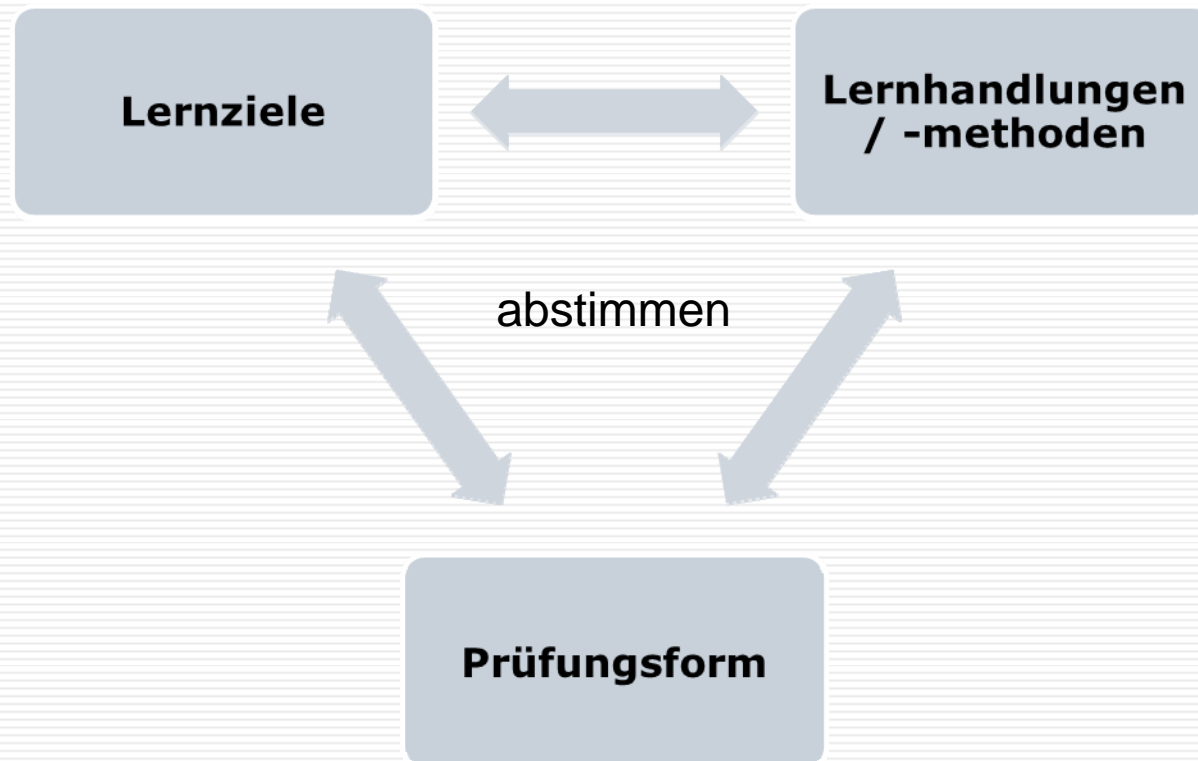 Lernziele
Lernhandlungen
/ -methoden
abstimmen
Prüfungsform